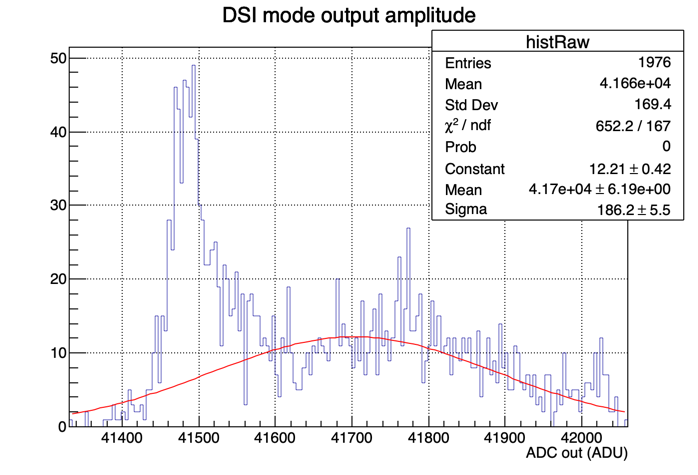 DSI mode output amplitude
histRaw
Entries 1976
Mean 4.166e+04
Std Dev 169.4
χ² / ndf 652.2 / 167
Prob 0
Constant 12.21 ± 0.42
Mean 4.17e+04 ± 6.19e+00
Sigma 186.2 ± 5.5
50
40
30
20
10
0
41400 41500 41600 41700 41800 41900 42000
ADC out (ADU)